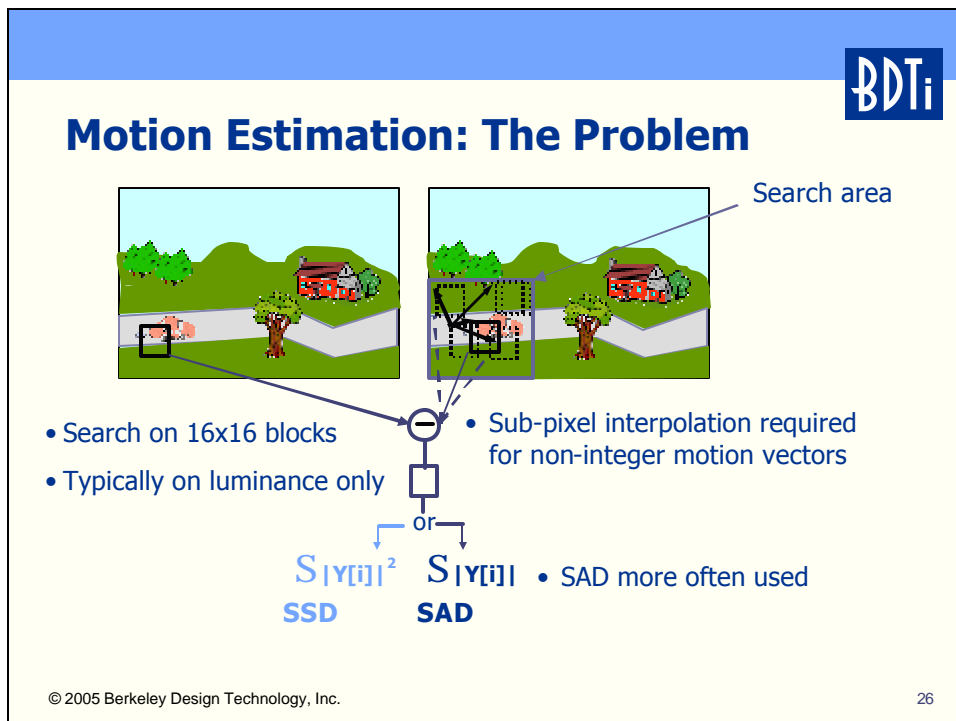 BDTi
Motion Estimation: The Problem
Search area
• Search on 16x16 blocks
• Typically on luminance only
• Sub-pixel interpolation required
for non-integer motion vectors
or
S|Y[i]|² S|Y[i]|
• SAD more often used
SSD SAD
© 2005 Berkeley Design Technology, Inc.
26